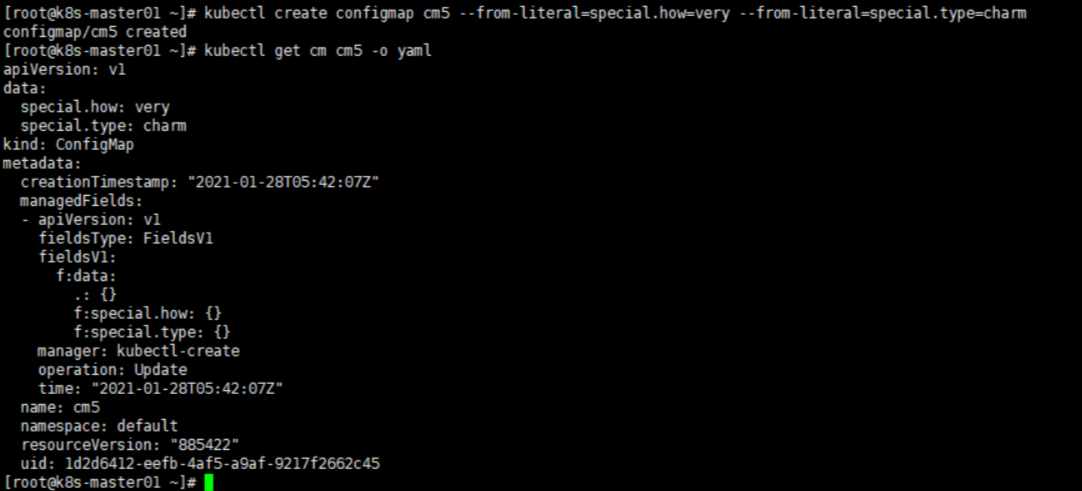 [root@k8s-master01 ~]# kubectl create configmap cm5 --from-literal=special.how=very --from-literal=special.type=charm
configmap/cm5 created
[root@k8s-master01 ~]# kubectl get cm cm5 -o yaml
apiVersion: v1
data:
  special.how: very
  special.type: charm
kind: ConfigMap
metadata:
  creationTimestamp: "2021-01-28T05:42:07Z"
  managedFields:
  - apiVersion: v1
    fieldsType: FieldsV1
    fieldsV1:
      f:data:
        .: {}
        f:special.how: {}
        f:special.type: {}
    manager: kubectl-create
    operation: Update
    time: "2021-01-28T05:42:07Z"
  name: cm5
  namespace: default
  resourceVersion: "885422"
  uid: 1d2d6412-eefb-4af5-a9af-9217f2662c45
[root@k8s-master01 ~]#